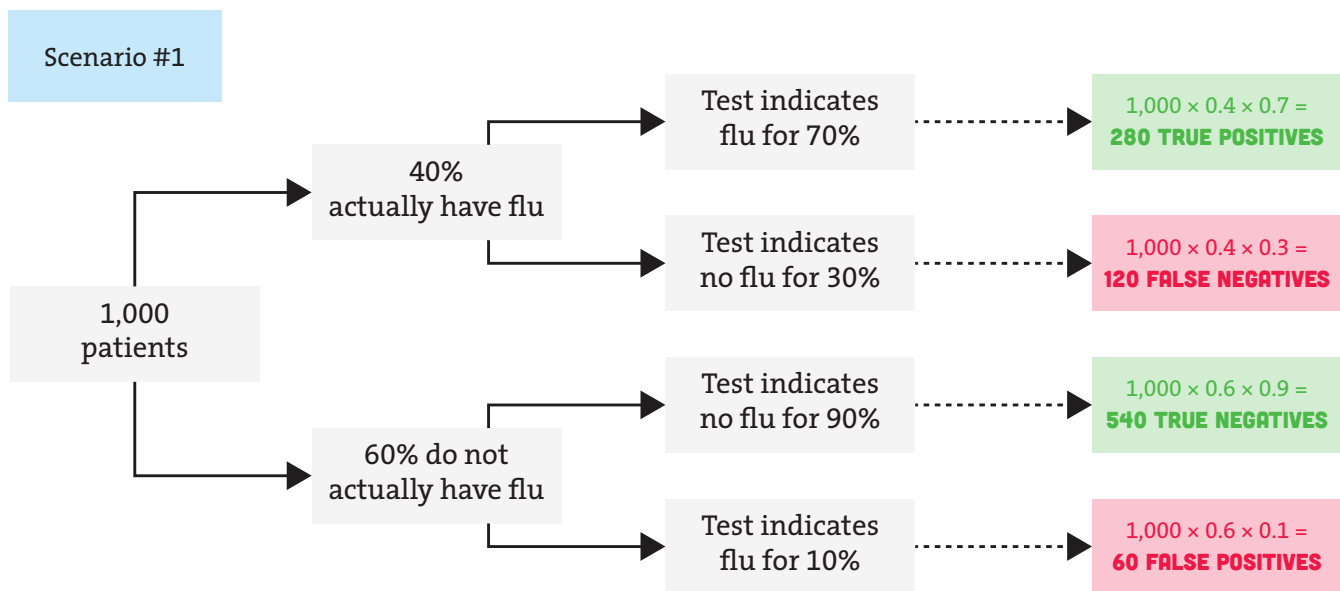 Scenario #1
1,000
patients
40%
actually have flu
60% do not
actually have flu
Test indicates
flu for 70%
Test indicates
no flu for 30%
Test indicates
no flu for 90%
Test indicates
flu for 10%
1,000 × 0.4 × 0.7 =
280 TRUE POSITIVES
1,000 × 0.4 × 0.3 =
120 FALSE NEGATIVES
1,000 × 0.6 × 0.9 =
540 TRUE NEGATIVES
1,000 × 0.6 × 0.1 =
60 FALSE POSITIVES